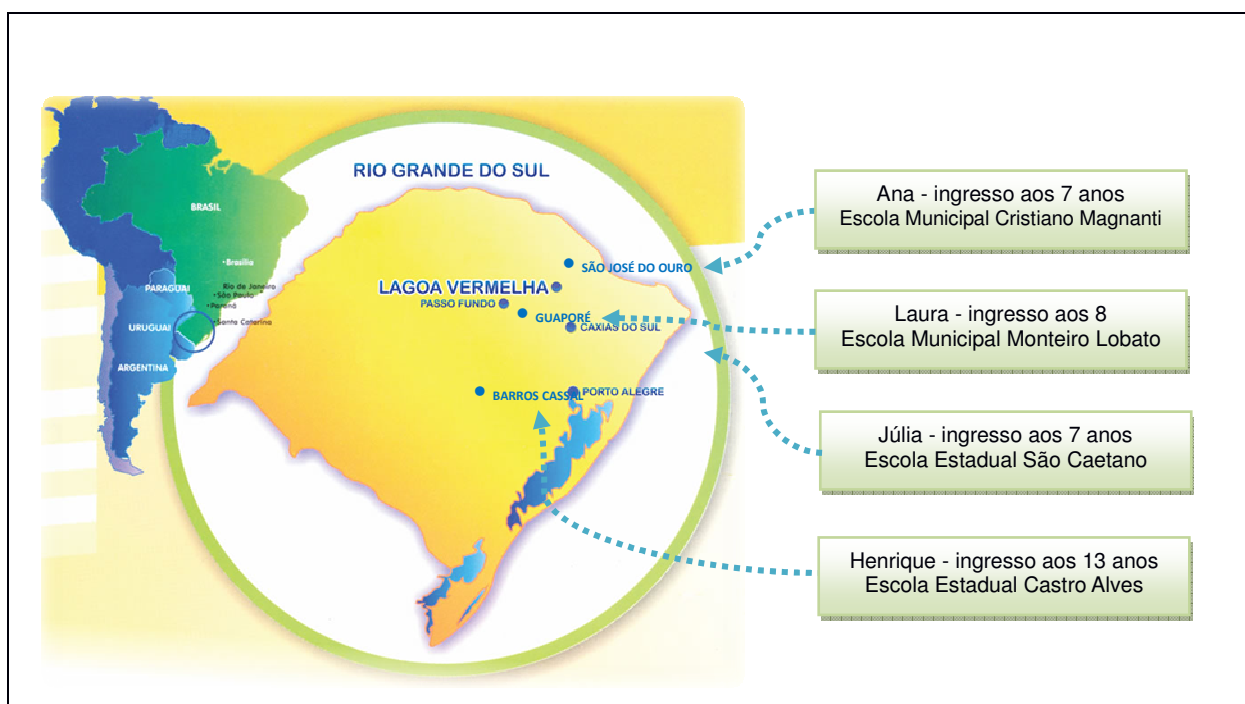 RIO GRANDE DO SUL
BRASIL
Brasília
PARAGUAI
Rio de Janeiro
São Paulo
Paraná
Santa Catarina
URUGUAI
ARGENTINA
SÃO JOSÉ DO OURO
LAGOA VERMELHA
PASSO FUNDO
GUAPORÉ
CAXIAS DO SUL
BARROS CASSAL
PORTO ALEGRE
Ana - ingresso aos 7 anos
Escola Municipal Cristiano Magnanti
Laura - ingresso aos 8
Escola Municipal Monteiro Lobato
Júlia - ingresso aos 7 anos
Escola Estadual São Caetano
Henrique - ingresso aos 13 anos
Escola Estadual Castro Alves